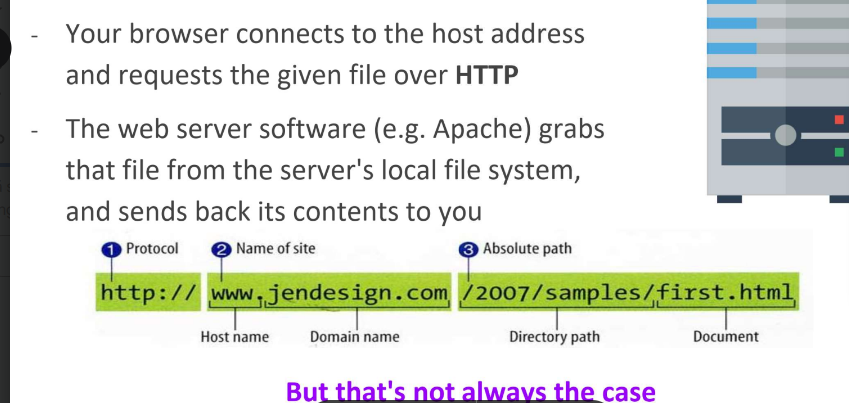 - Your browser connects to the host address
and requests the given file over HTTP
- The web server software (e.g. Apache) grabs
that file from the server's local file system,
and sends back its contents to you
1 Protocol 2 Name of site 3 Absolute path
http:// www.jendesign.com /2007/samples/first.html
Host name Domain name Directory path Document
But that's not always the case